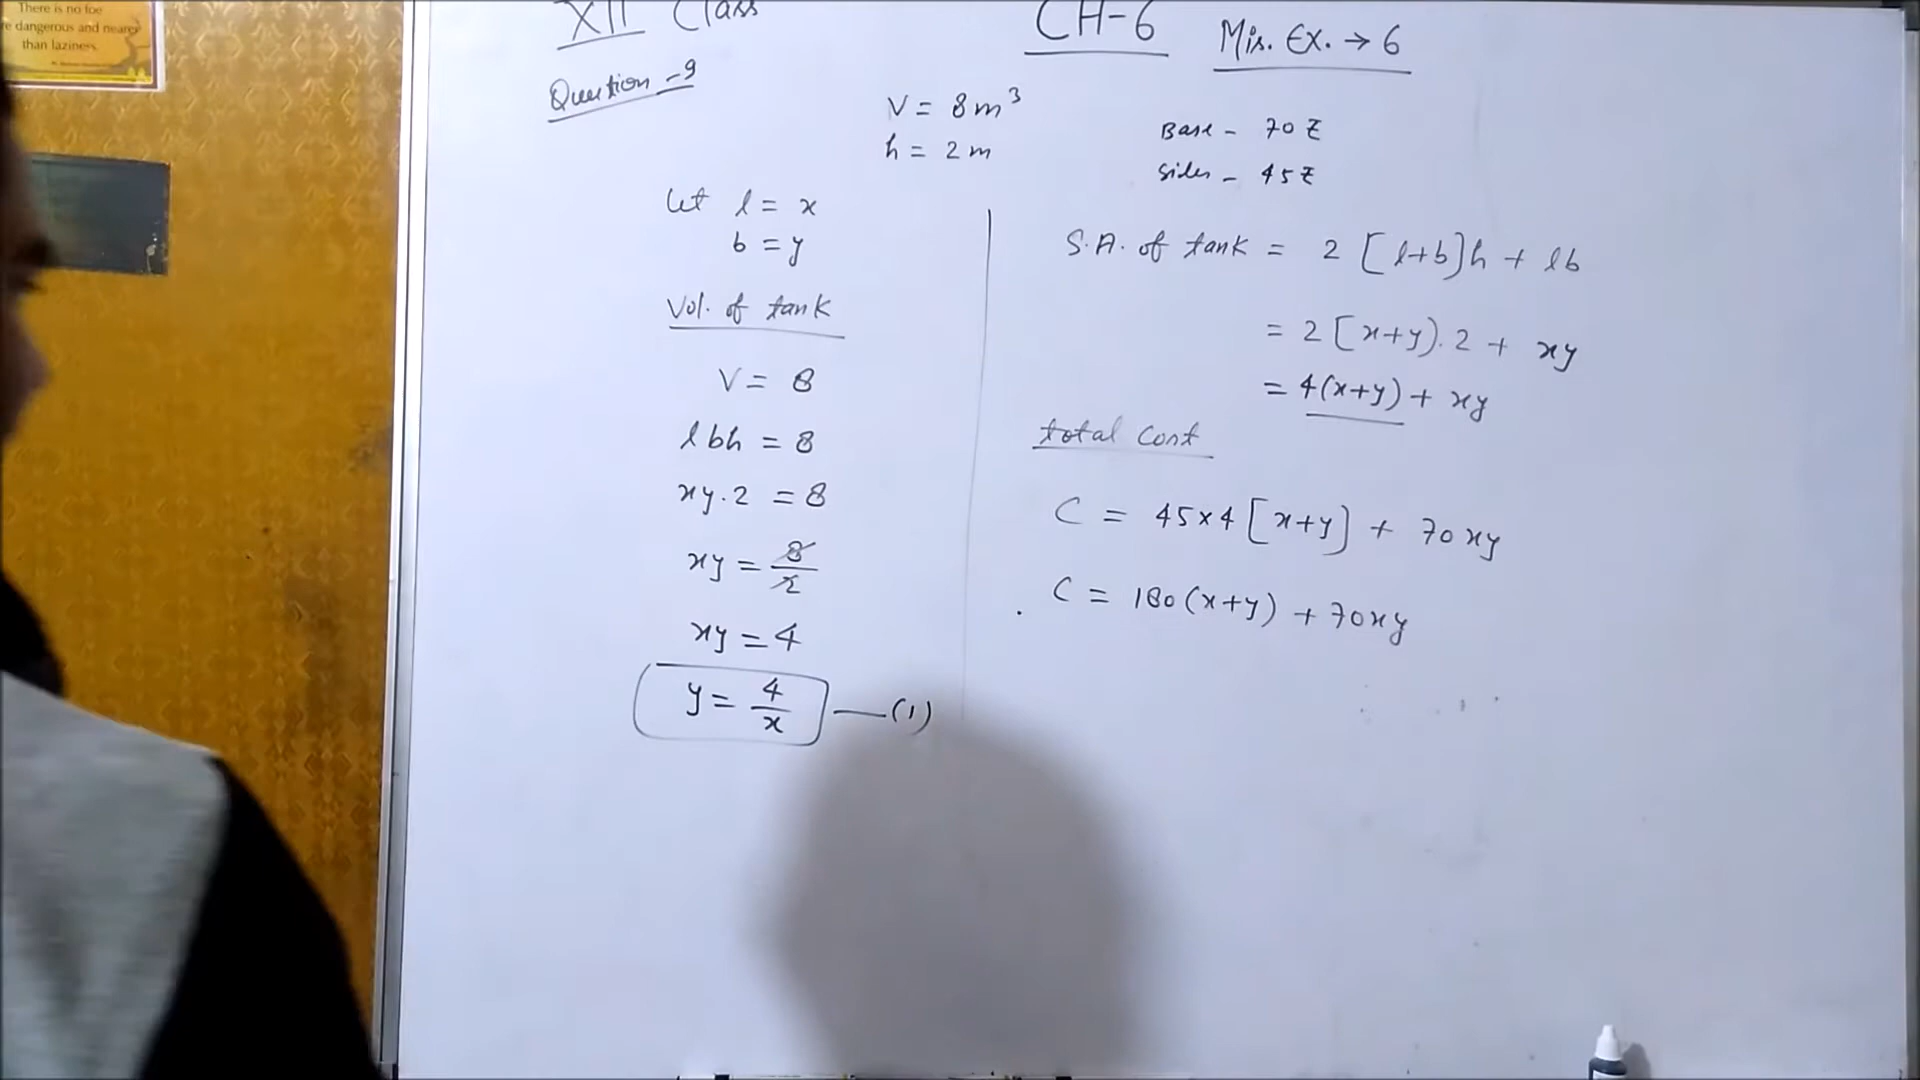 There is no foe
re dangerous and nearer
than laziness.
XII Class
CH-6
Mis. Ex. → 6
Question - 9
V = 8 m³
h = 2 m
Base - 70 ₹
Sides - 45 ₹
let l = x
b = y
Vol. of tank
V = 8
lbh = 8
xy.2 = 8
xy = 8/2
xy = 4
y = 4/x —(1)
S.A. of tank = 2 [l+b]h + lb
= 2 [x+y).2 + xy
= 4(x+y) + xy
total Cost
C = 45×4 [x+y] + 70xy
C = 180(x+y) + 70xy